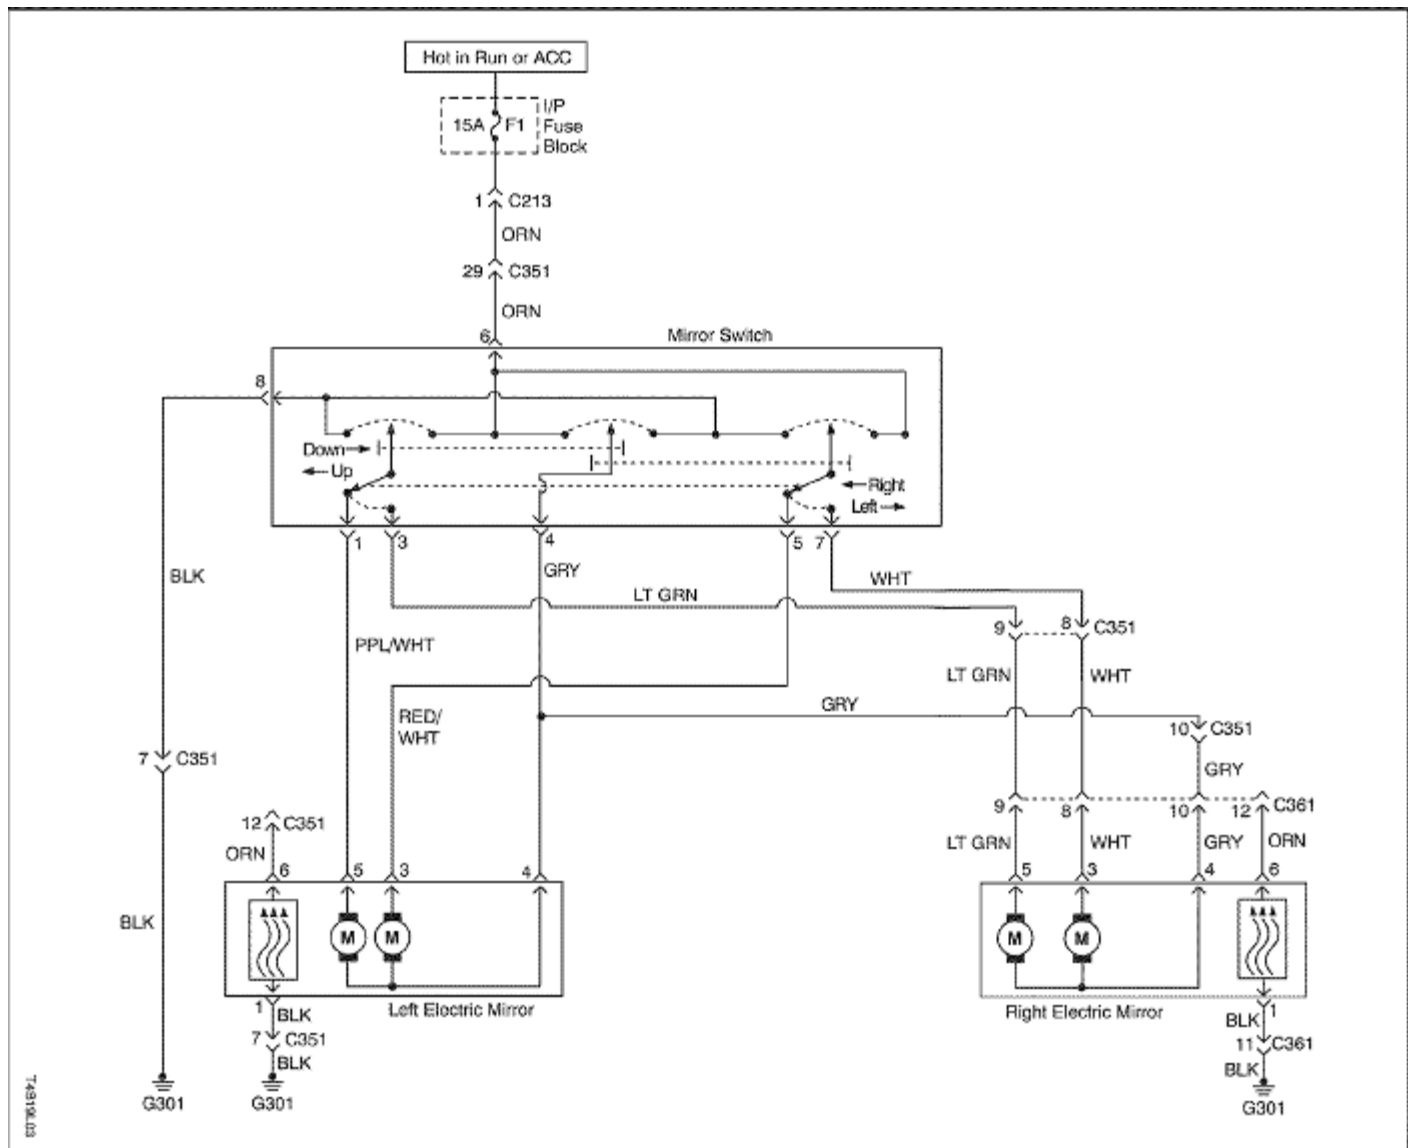 Hot in Run or ACC
15A F1
I/P
Fuse
Block
1 C213
ORN
29 C351
ORN
6
Mirror Switch
8
Down
Up
Right
Left
1 3 4 5 7
BLK
GRY
WHT
LT GRN
9 8 C351
PPL/WHT
LT GRN WHT
RED/
WHT
GRY
10 C351
7 C351
GRY
9 8 10 12 C361
12 C351
ORN
LT GRN WHT GRY ORN
6 5 3 4
5 3 4 6
BLK
M M
M M
1
Left Electric Mirror
Right Electric Mirror
1
BLK
BLK
7 C351
11 C361
BLK
BLK
G301
G301
G301
T4919L03